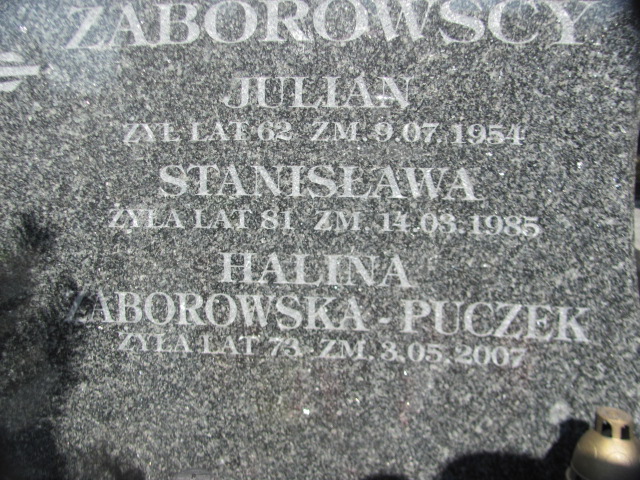 ZABOROWSCY
JULIAN
ŻYŁ LAT 62 ZM. 9.07.1954
STANISŁAWA
ŻYŁA LAT 81 ZM. 14.03.1985
HALINA
ZABOROWSKA-PUCZEK
ŻYŁA LAT 73 - ZM. 3.05.2007